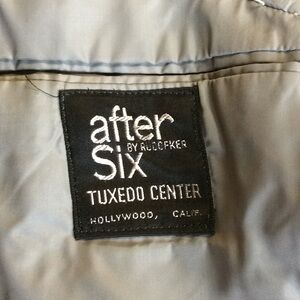 after
BY RUDOFKER
Six
TUXEDO CENTER
HOLLYWOOD, CALIF.